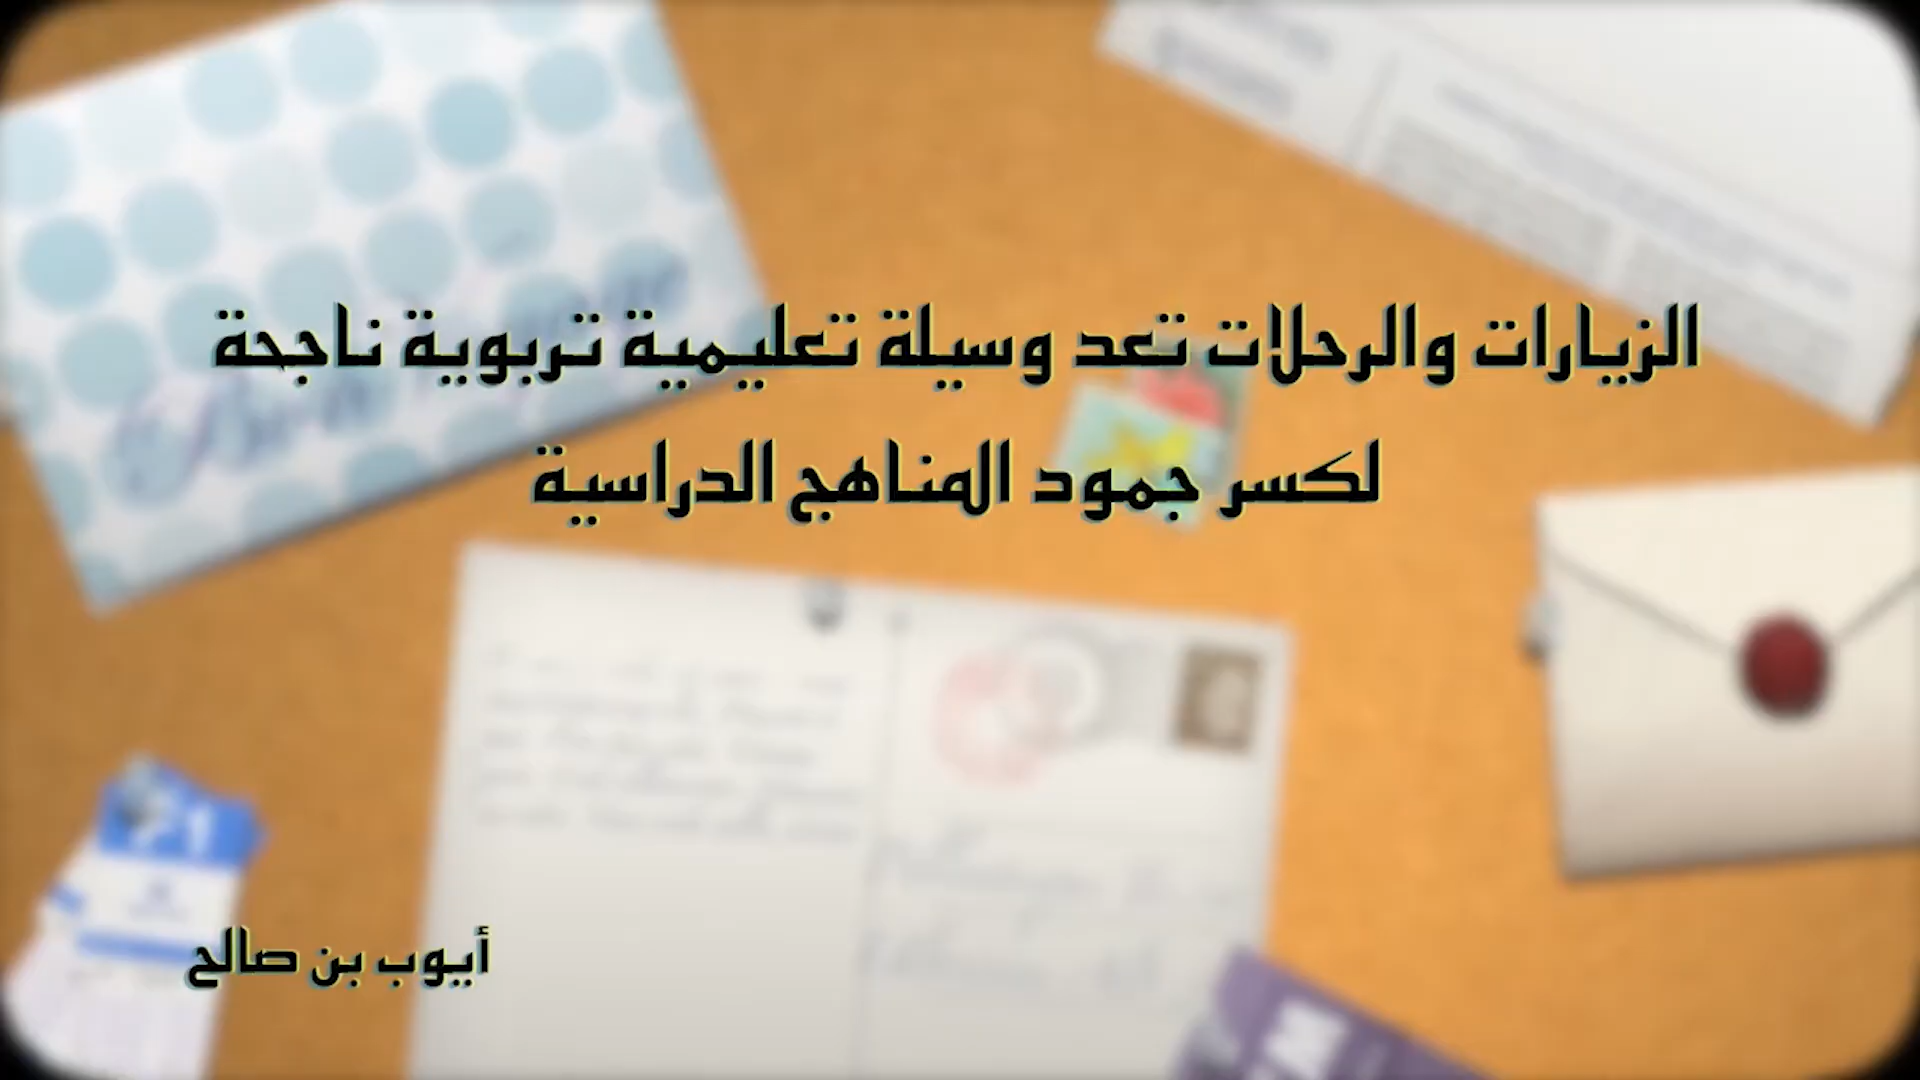 الزيارات والرحلات تعد وسيلة تعليمية تربوية ناجحة
لكسر جمود المناهج الدراسية
أيوب بن صالح